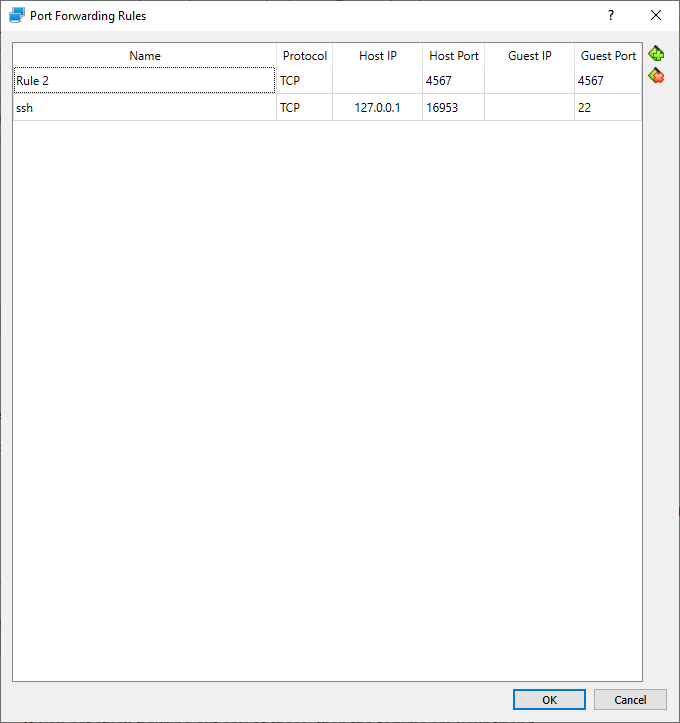 Port Forwarding Rules
Name Protocol Host IP Host Port Guest IP Guest Port
Rule 2 TCP 4567 4567
ssh TCP 127.0.0.1 16953 22
OK Cancel